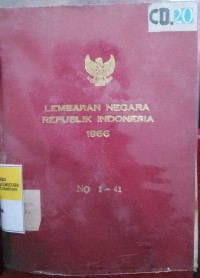 CD.20
LEMBARAN NEGARA
REPUBLIK INDONESIA
1966
NO 1 - 41